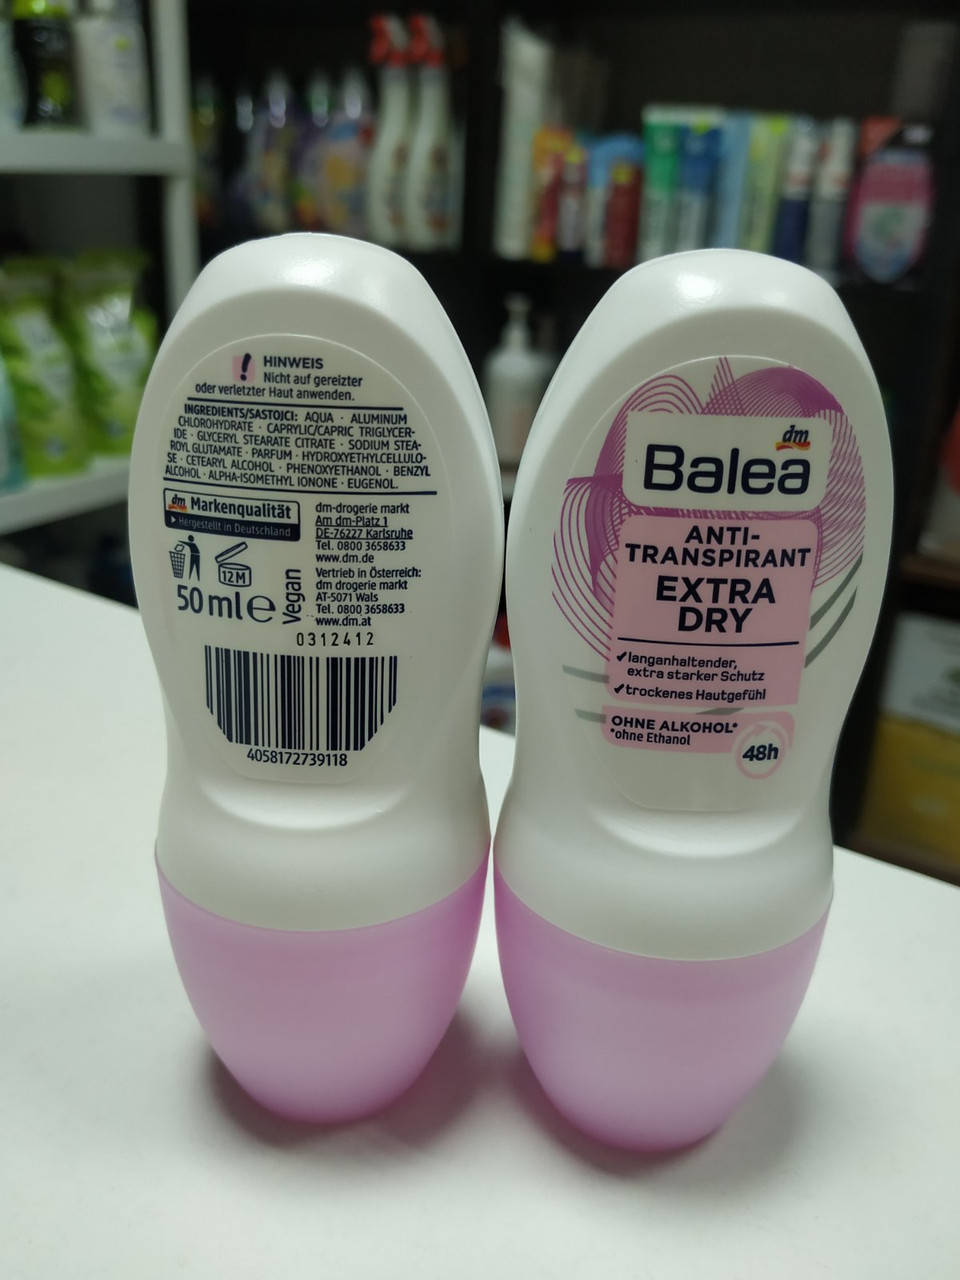 HINWEIS
Nicht auf gereizter
oder verletzter Haut anwenden.
INGREDIENTS/SASTOJCI: AQUA · ALUMINUM
CHLOROHYDRATE · CAPRYLIC/CAPRIC TRIGLYCER-
IDE · GLYCERYL STEARATE CITRATE · SODIUM STEA-
ROYL GLUTAMATE · PARFUM · HYDROXYETHYLCELLULO-
SE · CETEARYL ALCOHOL · PHENOXYETHANOL · BENZYL
ALCOHOL · ALPHA-ISOMETHYL IONONE · EUGENOL.
dm Markenqualität
Hergestellt in Deutschland
12 M
50 ml e
vegan
dm-drogerie markt
Am dm-Platz 1
DE-76227 Karlsruhe
Tel. 0800 3658633
www.dm.de
Vertrieb in Österreich:
dm drogerie markt
AT-5071 Wals
Tel. 0800 3658633
www.dm.at
0312412
4058172739118
dm
Balea
ANTI-
TRANSPIRANT
EXTRA
DRY
✓langanhaltender,
extra starker Schutz
✓trockenes Hautgefühl
OHNE ALKOHOL*
*ohne Ethanol
48h